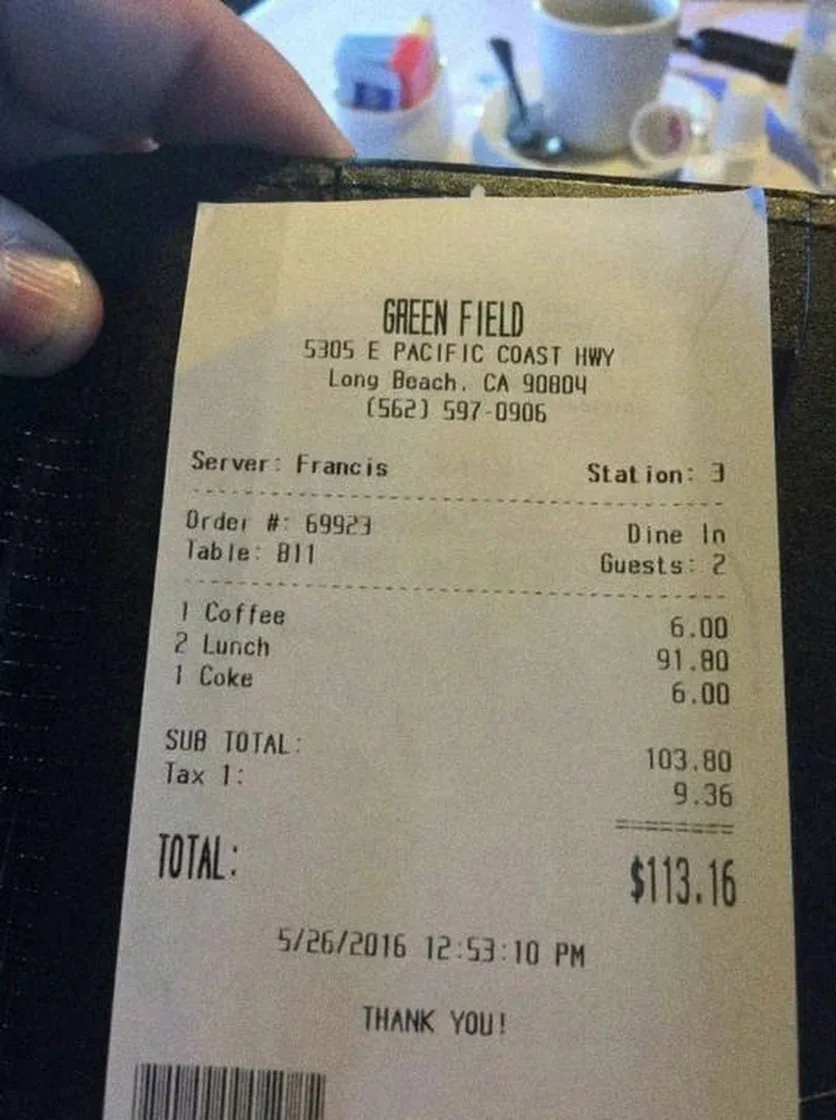 GREEN FIELD
5305 E PACIFIC COAST HWY
Long Beach, CA 90804
(562) 597-0906
Server: Francis Station: 3
Order #: 69923 Dine In
Table: B11 Guests: 2
1 Coffee 6.00
2 Lunch 91.80
1 Coke 6.00
SUB TOTAL: 103.80
Tax 1: 9.36
TOTAL: $113.16
5/26/2016 12:53:10 PM
THANK YOU!